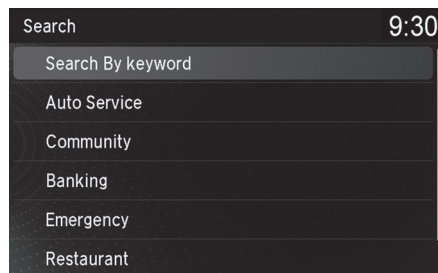 Search
9:30
Search By keyword
Auto Service
Community
Banking
Emergency
Restaurant